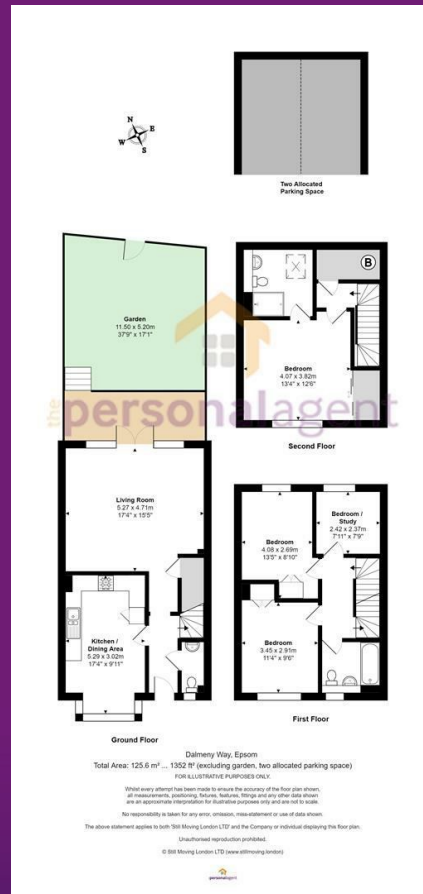 Two Allocated
Parking Space
N
E
W
S
Garden
11.50 x 5.20m
37'9" x 17'1"
B
Bedroom
4.07 x 3.82m
13'4" x 12'6"
the personalagent
Second Floor
Living Room
5.27 x 4.71m
17'4" x 15'5"
Bedroom /
Study
2.42 x 2.37m
7'11" x 7'9"
Bedroom
4.08 x 2.69m
13'5" x 8'10"
Kitchen /
Dining Area
5.29 x 3.02m
17'4" x 9'11"
Bedroom
3.45 x 2.91m
11'4" x 9'6"
First Floor
Ground Floor
Dalmeny Way, Epsom
Total Area: 125.6 m² ... 1352 ft² (excluding garden, two allocated parking space)
FOR ILLUSTRATIVE PURPOSES ONLY.
Whilst every attempt has been made to ensure the accuracy of the floor plan shown,
all measurements, positioning, fixtures, features, fittings and any other data shown
are an approximate interpretation for illustrative purposes only and are not to scale.
No responsibility is taken for any error, omission, miss-statement or use of data shown.
The above statement applies to both 'Still Moving London LTD' and the Company or individual displaying this floor plan.
Unauthorised reproduction prohibited.
© Still Moving London LTD (www.stillmoving.london)
personalagent